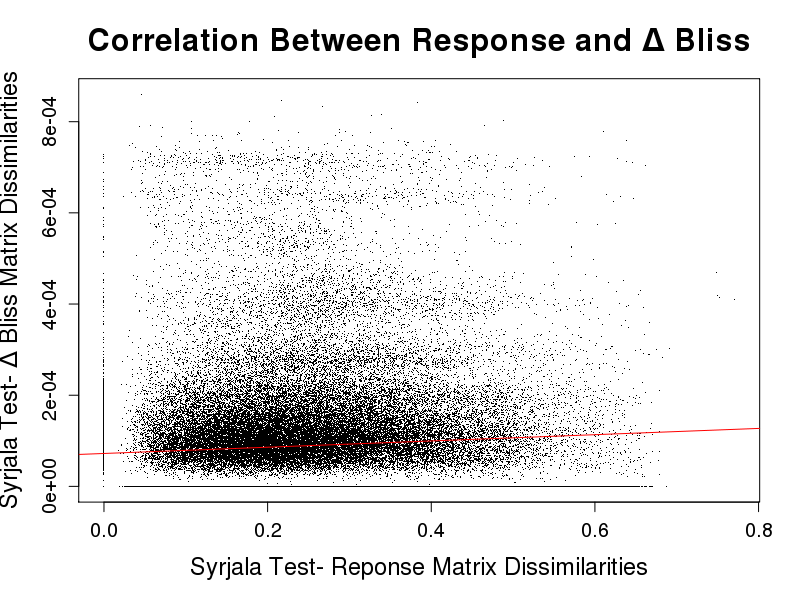 Correlation Between Response and Δ Bliss
Syrjala Test- Δ Bliss Matrix Dissimilarities
8e-04
6e-04
4e-04
2e-04
0e+00
0.0 0.2 0.4 0.6 0.8
Syrjala Test- Reponse Matrix Dissimilarities